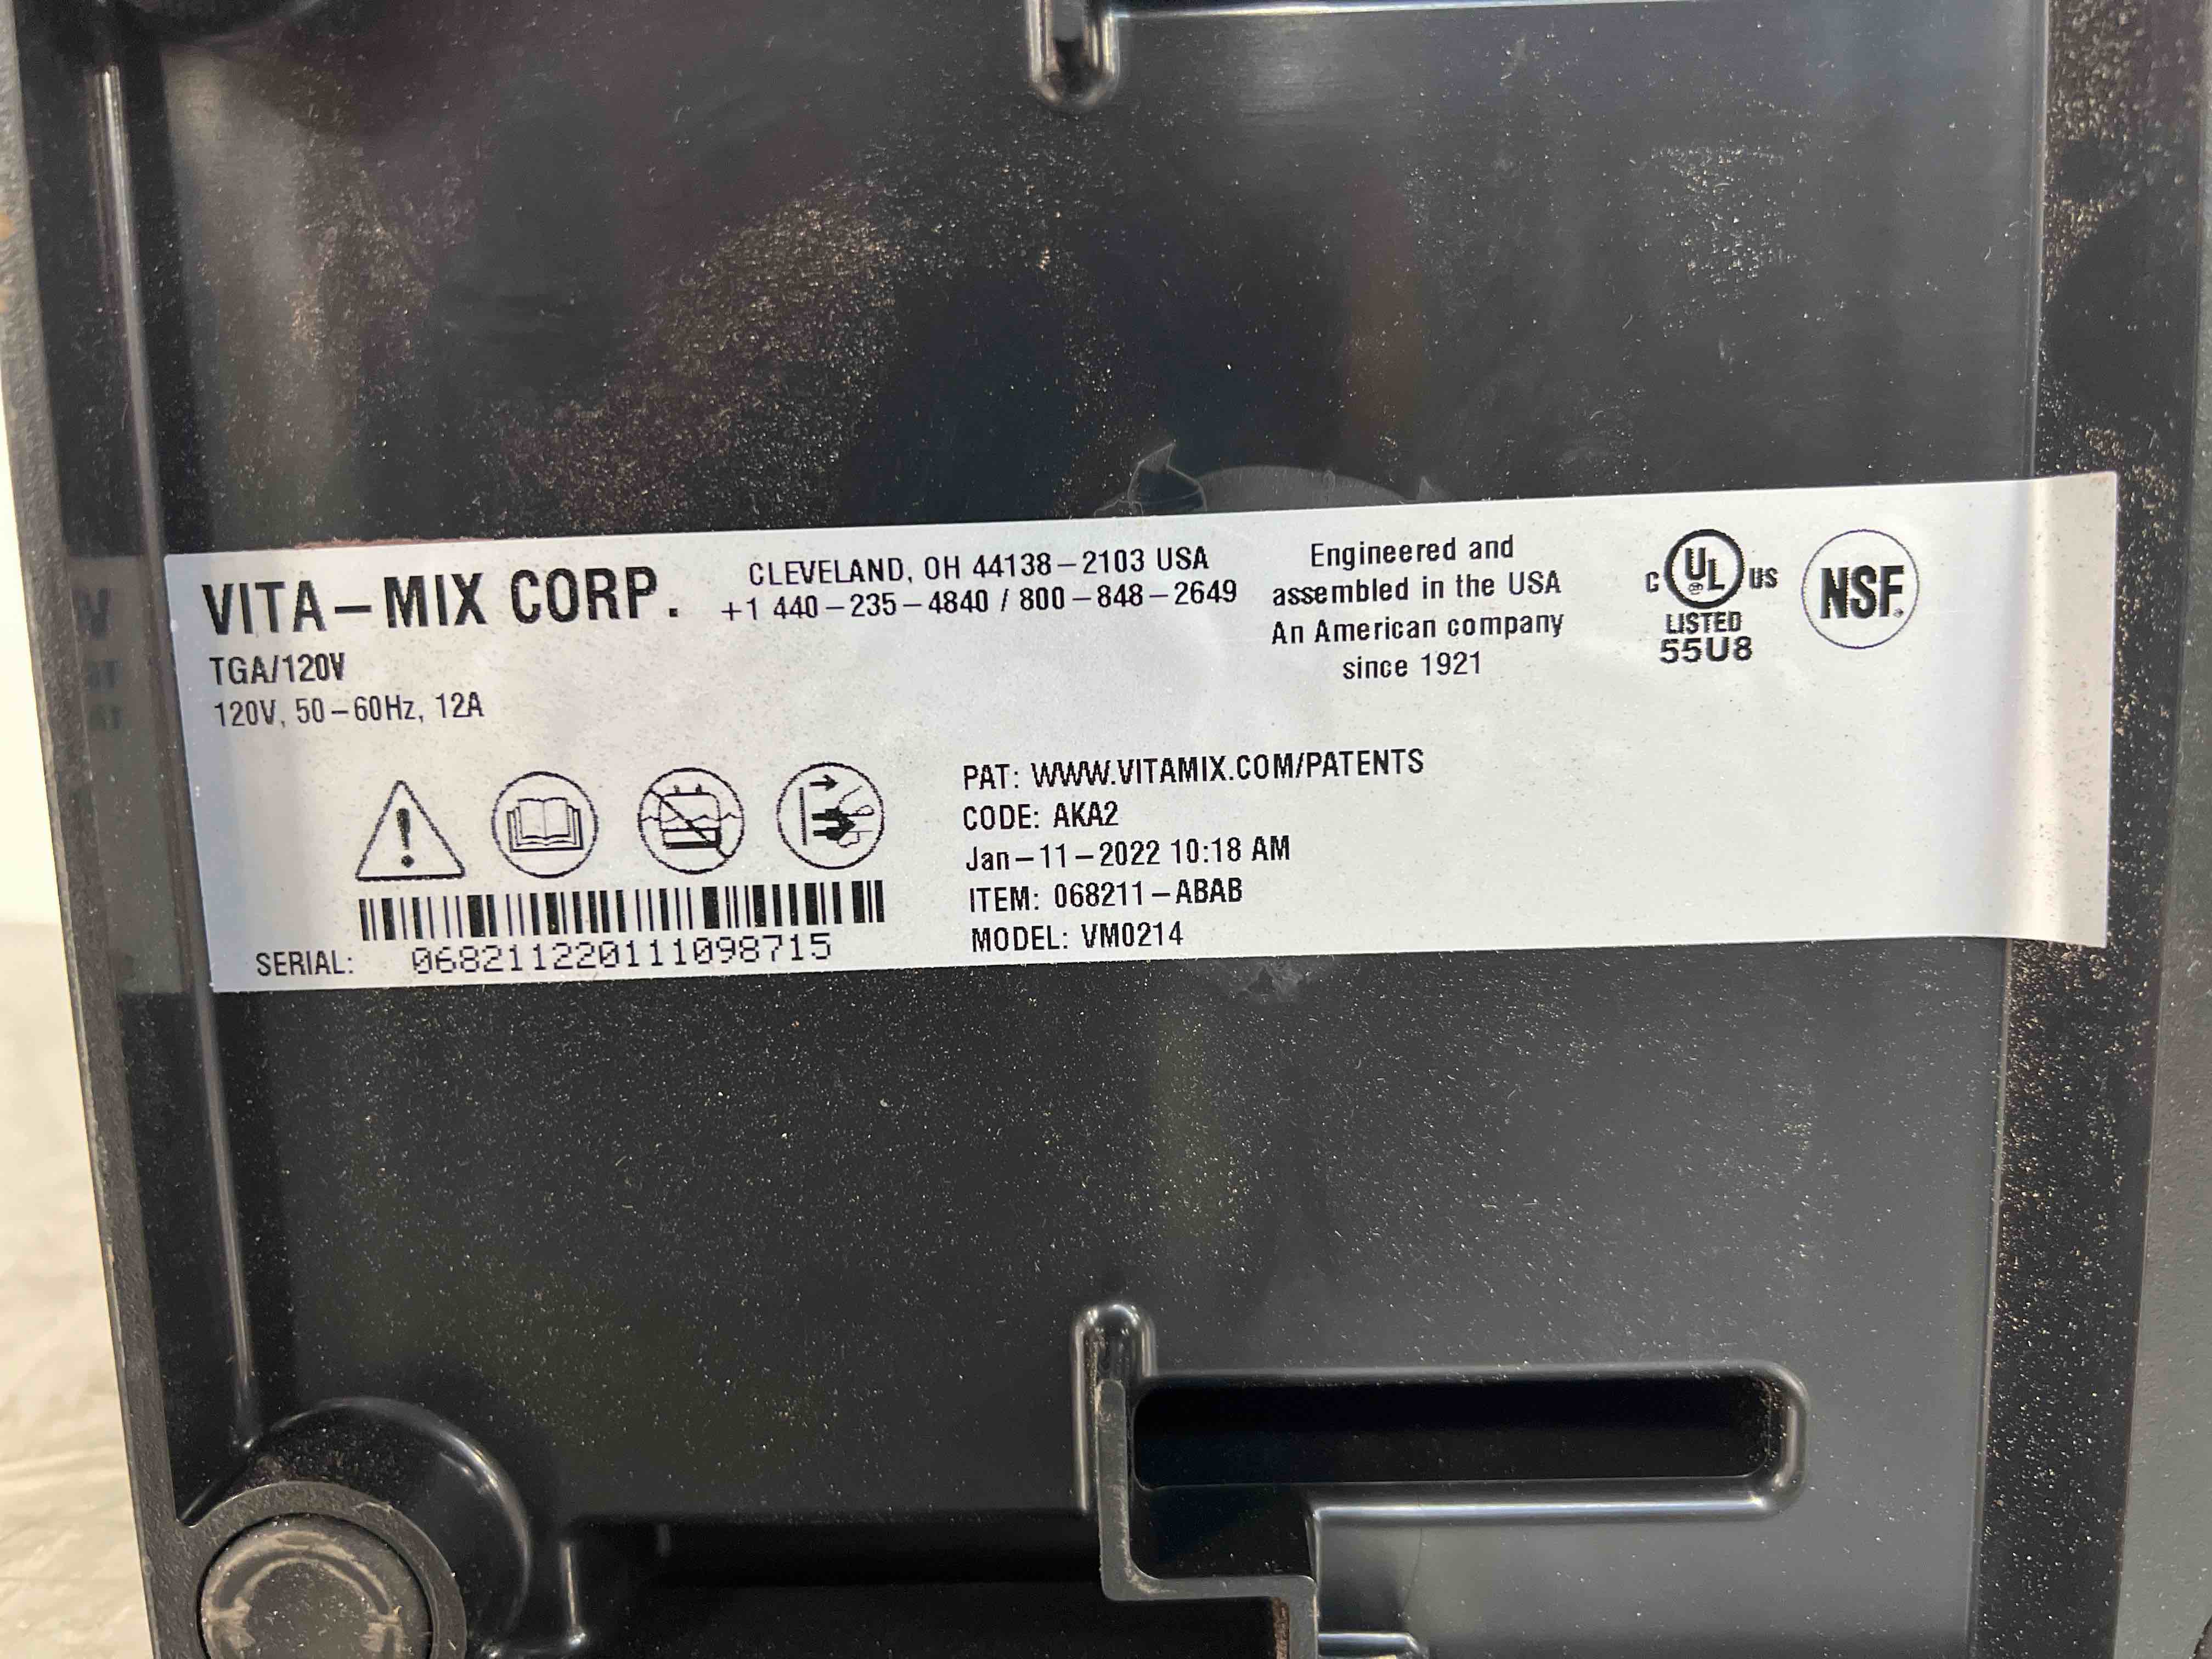 VITA-MIX CORP.
CLEVELAND, OH 44138-2103 USA
+1 440-235-4840 / 800-848-2649
Engineered and
assembled in the USA
An American company
since 1921
C UL US
LISTED
55U8
NSF
TGA/120V
120V, 50-60Hz, 12A
PAT: WWW.VITAMIX.COM/PATENTS
CODE: AKA2
Jan-11-2022 10:18 AM
ITEM: 068211-ABAB
MODEL: VM0214
SERIAL: 068211220111098715